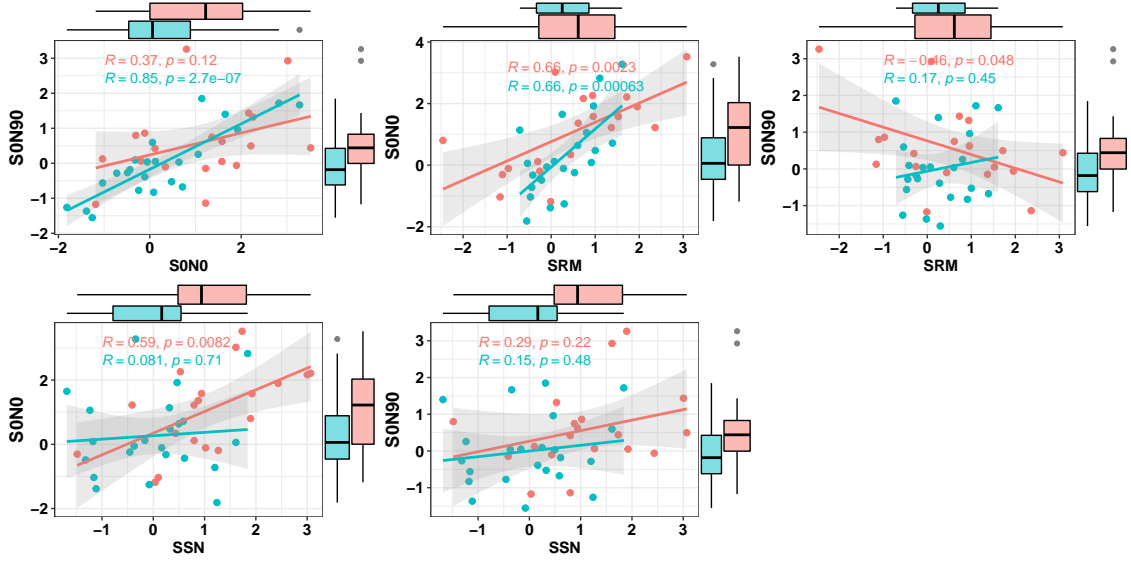 R = 0.37, p = 0.12
R = 0.85, p = 2.7e−07
3
2
1
0
−1
−2
S0N90
−2
0
2
S0N0
R = 0.66, p = 0.0023
R = 0.66, p = 0.00063
4
2
0
−2
S0N0
−2
−1
0
1
2
3
SRM
R = −0.46, p = 0.048
R = 0.17, p = 0.45
3
2
1
0
−1
S0N90
−2
−1
0
1
2
3
SRM
R = 0.59, p = 0.0082
R = 0.081, p = 0.71
2
0
−2
S0N0
−1
0
1
2
3
SSN
R = 0.29, p = 0.22
R = 0.15, p = 0.48
3
2
1
0
−1
S0N90
−1
0
1
2
3
SSN